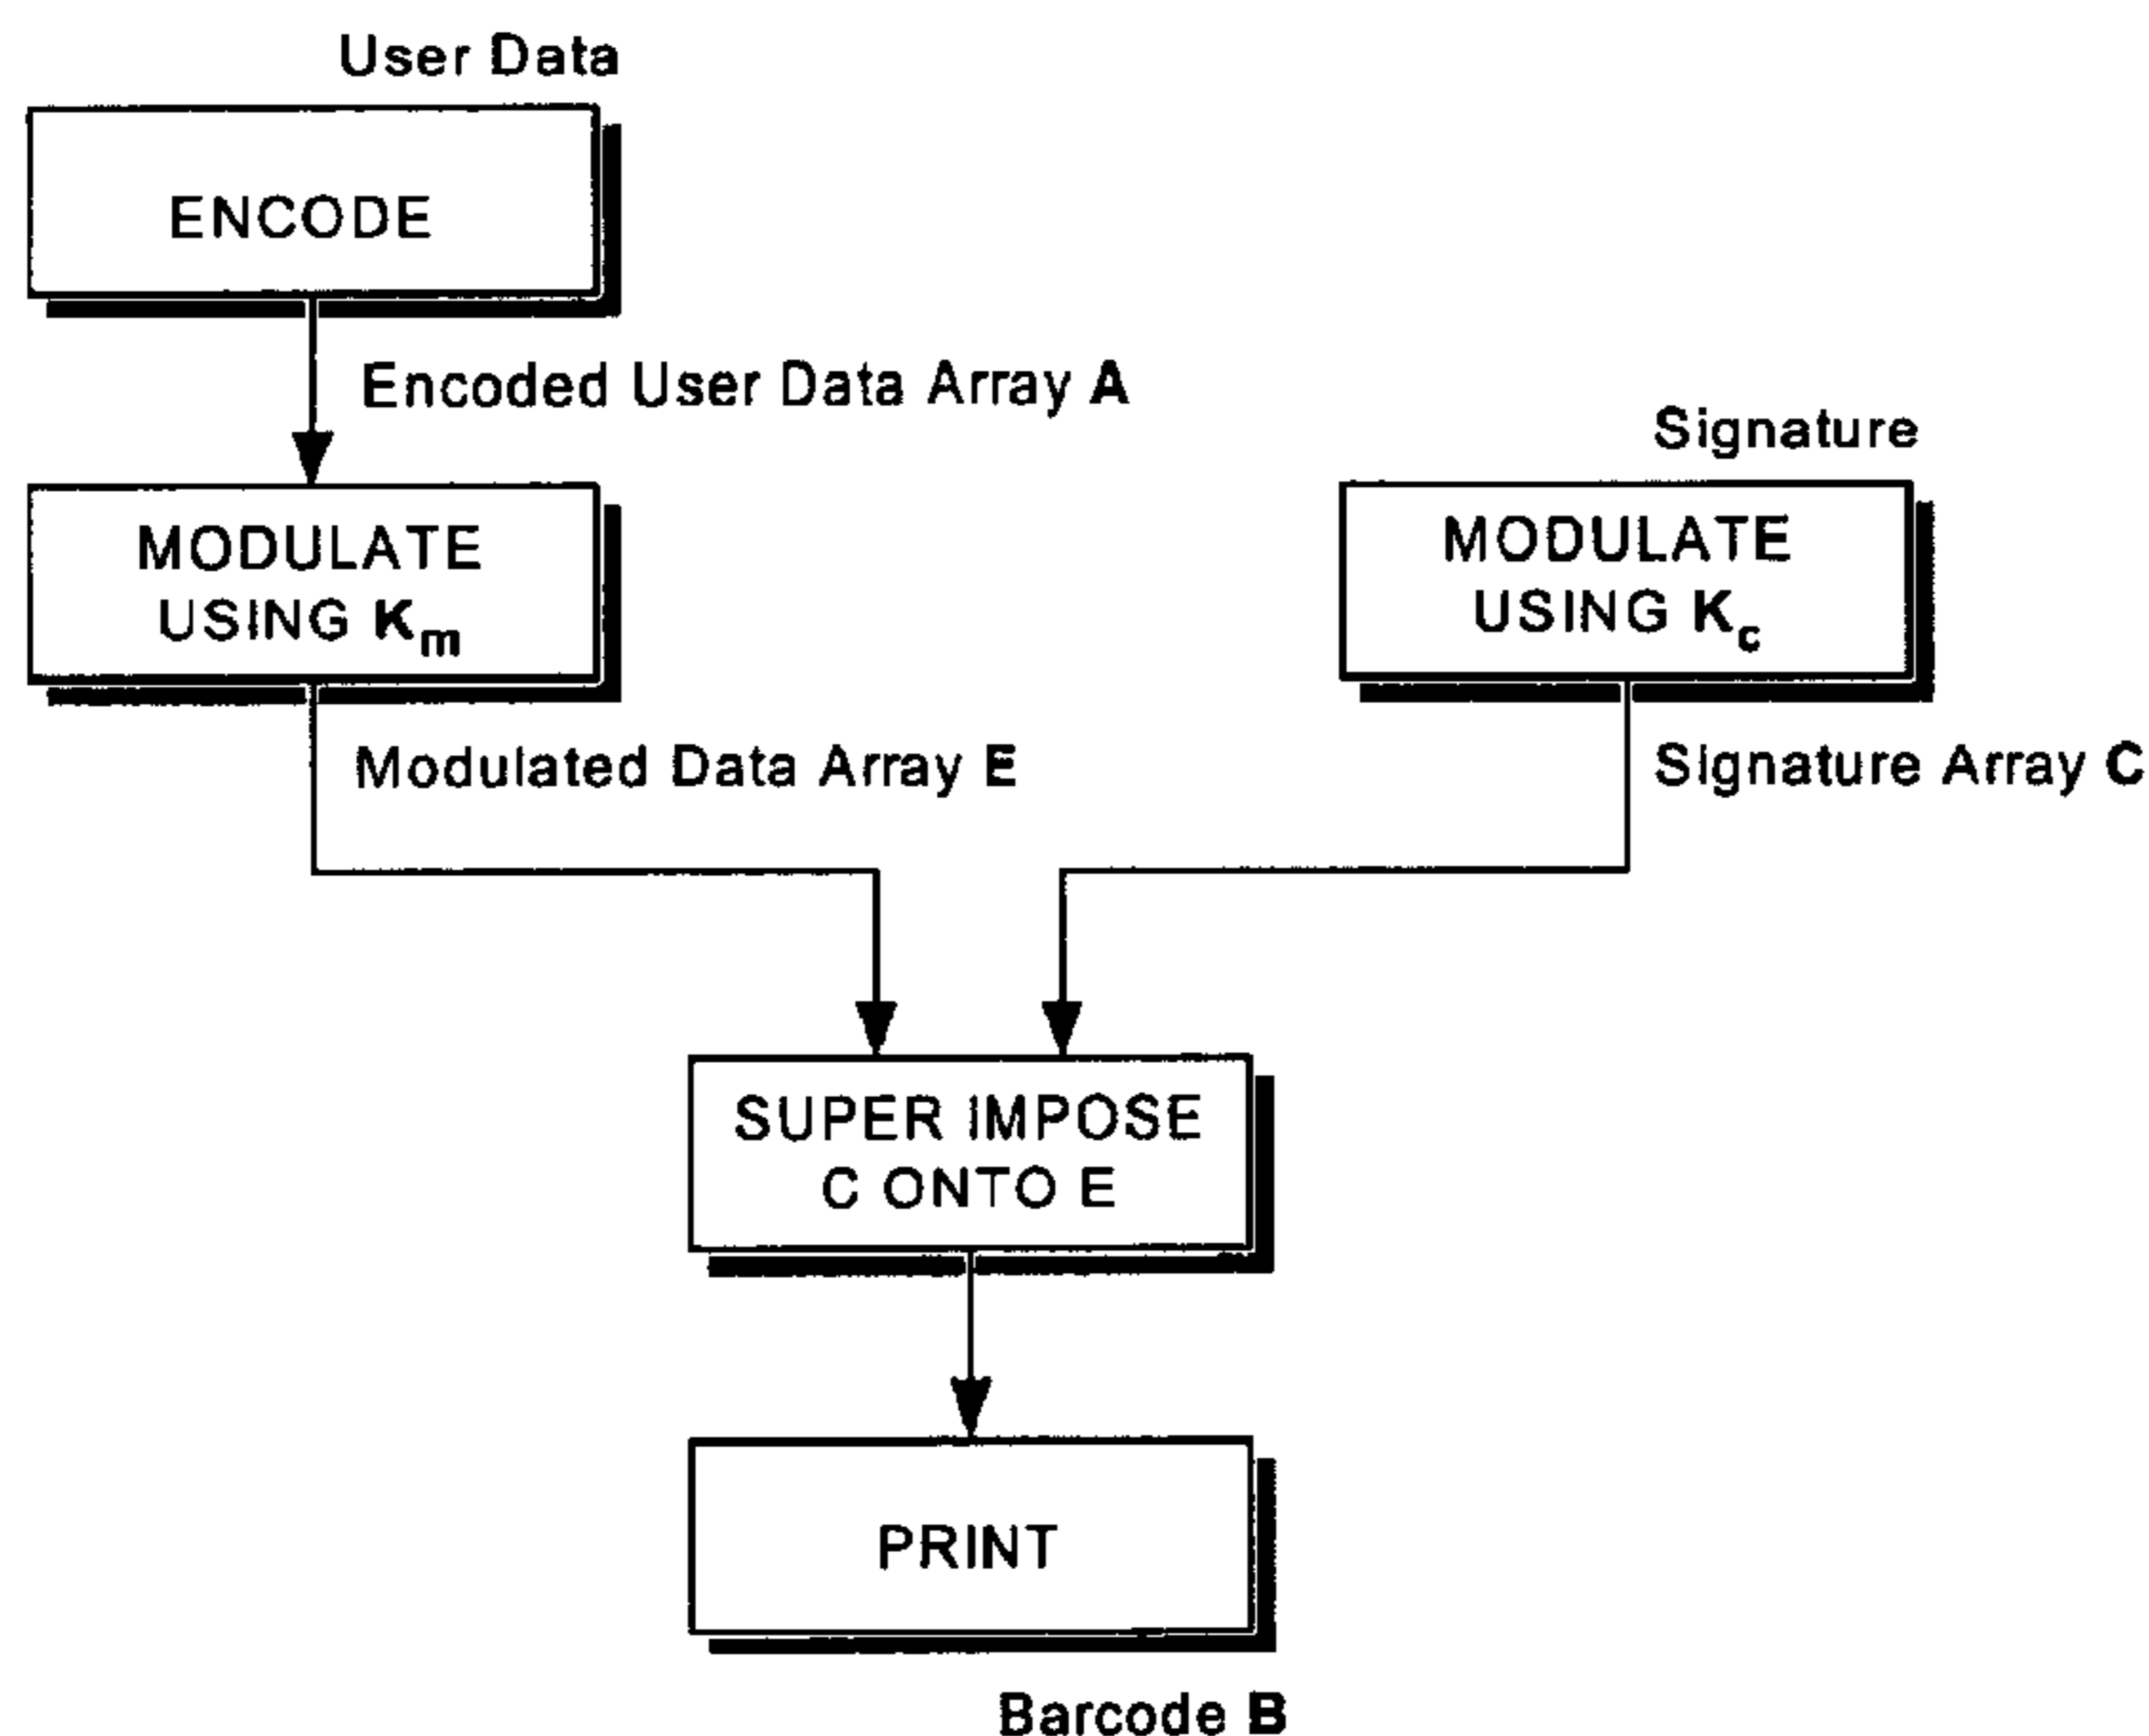 User Data
ENCODE
Encoded User Data Array A
Signature
MODULATE
USING Km
MODULATE
USING Kc
Modulated Data Array E
Signature Array C
SUPER IMPOSE
C ONTO E
PRINT
Barcode B